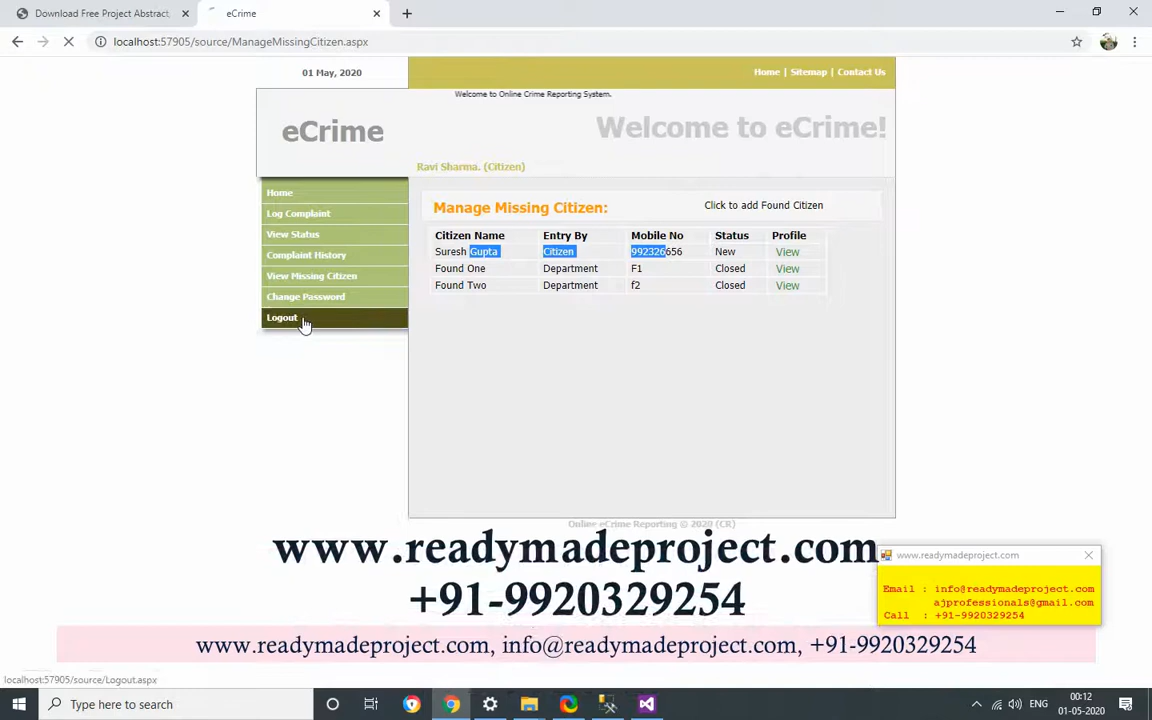 Download Free Project Abstract,
eCrime
localhost:57905/source/ManageMissingCitizen.aspx
01 May, 2020
Home | Sitemap | Contact Us
Welcome to Online Crime Reporting System.
eCrime
Welcome to eCrime!
Ravi Sharma. (Citizen)
Home
Log Complaint
View Status
Complaint History
View Missing Citizen
Change Password
Logout
Manage Missing Citizen:
Click to add Found Citizen
Citizen Name Entry By Mobile No Status Profile
Suresh Gupta Citizen 992326656 New View
Found One Department F1 Closed View
Found Two Department f2 Closed View
Online eCrime Reporting © 2020 (CR)
www.readymadeproject.com
+91-9920329254
www.readymadeproject.com
Email : info@readymadeproject.com
ajprofessionals@gmail.com
Call : +91-9920329254
www.readymadeproject.com, info@readymadeproject.com, +91-9920329254
localhost:57905/source/Logout.aspx
Type here to search
ENG
00:12
01-05-2020